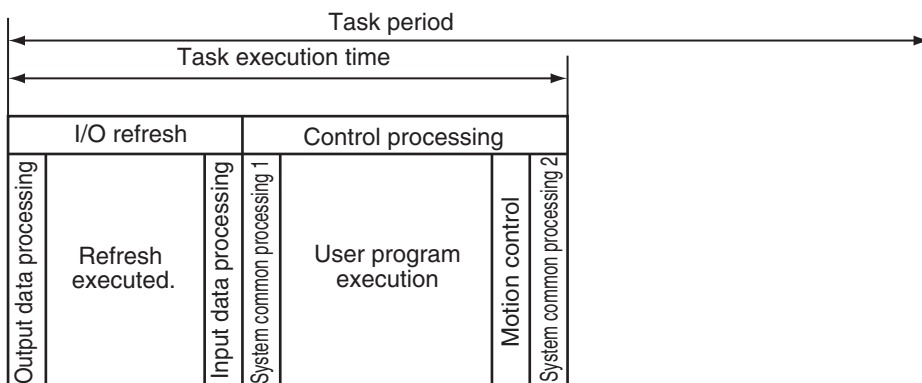 Task period
Task execution time
I/O refresh
Control processing
Output data processing
Refresh
executed.
Input data processing
System common processing 1
User program
execution
Motion control
System common processing 2